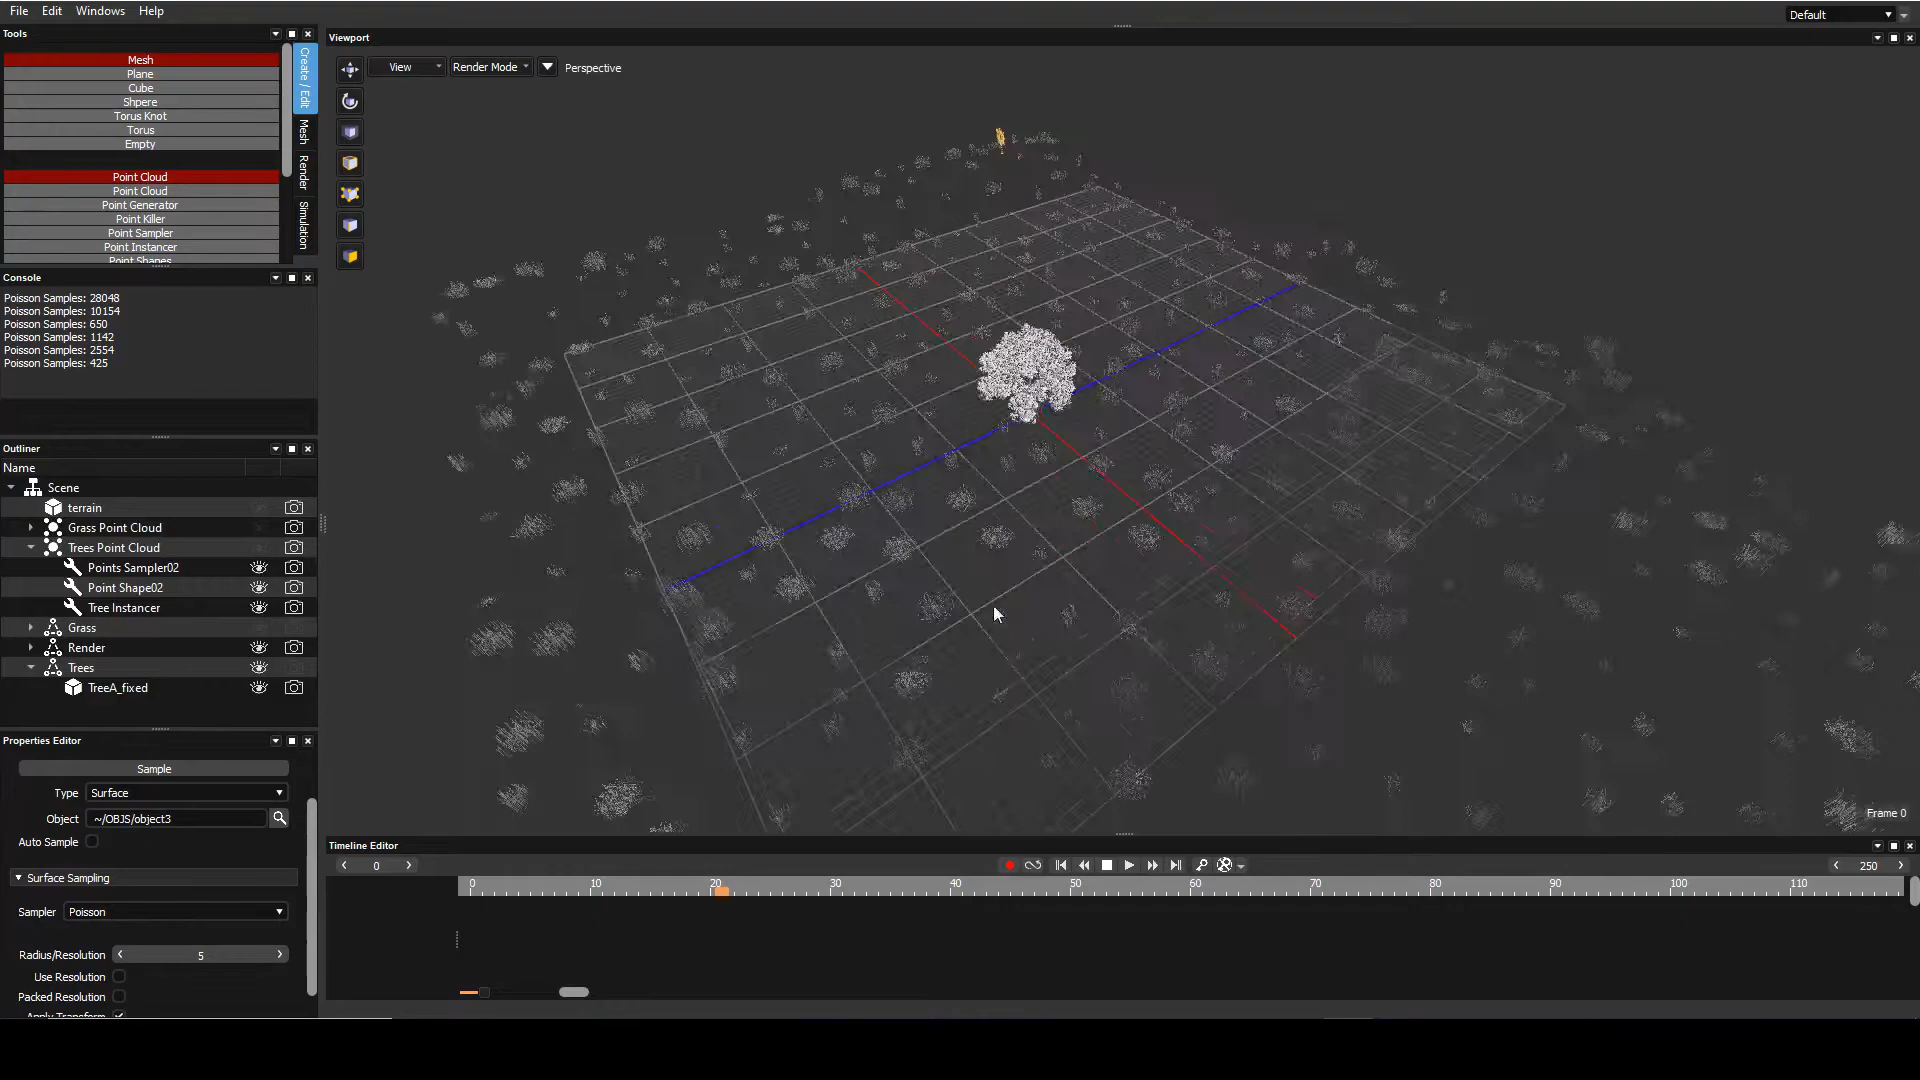 File Edit Windows Help
Default
Tools
Mesh
Plane
Cube
Shpere
Torus Knot
Torus
Empty
Point Cloud
Point Cloud
Point Generator
Point Killer
Point Sampler
Point Instancer
Point Shapes
Create / Edit
Mesh
Render
Simulation
Console
Poisson Samples: 28048
Poisson Samples: 10154
Poisson Samples: 650
Poisson Samples: 1142
Poisson Samples: 2554
Poisson Samples: 425
Outliner
Name
Scene
terrain
Grass Point Cloud
Trees Point Cloud
Points Sampler02
Point Shape02
Tree Instancer
Grass
Render
Trees
TreeA_fixed
Properties Editor
Sample
Type Surface
Object ~/OBJS/object3
Auto Sample
Surface Sampling
Sampler Poisson
Radius/Resolution 5
Use Resolution
Packed Resolution
Apply Transform
Viewport
View Render Mode Perspective
Frame 0
Timeline Editor
0
250
0 10 20 30 40 50 60 70 80 90 100 110